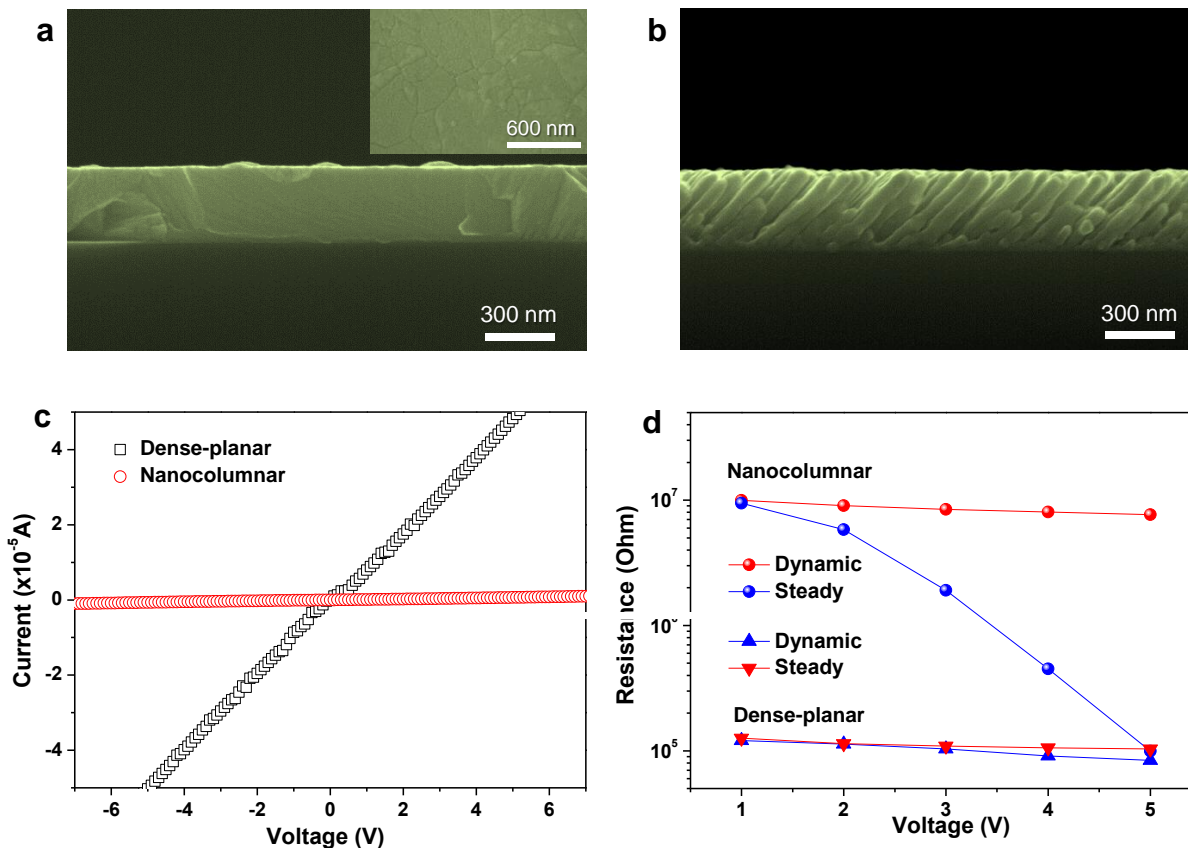 a
600 nm
300 nm
b
300 nm
c
Dense-planar
Nanocolumnar
Current (x10⁻⁵A)
4
2
0
-2
-4
-6
-4
-2
0
2
4
6
Voltage (V)
d
Nanocolumnar
Dynamic
Steady
Dynamic
Steady
Dense-planar
Resistance (Ohm)
10⁷
10⁵
1
2
3
4
5
Voltage (V)